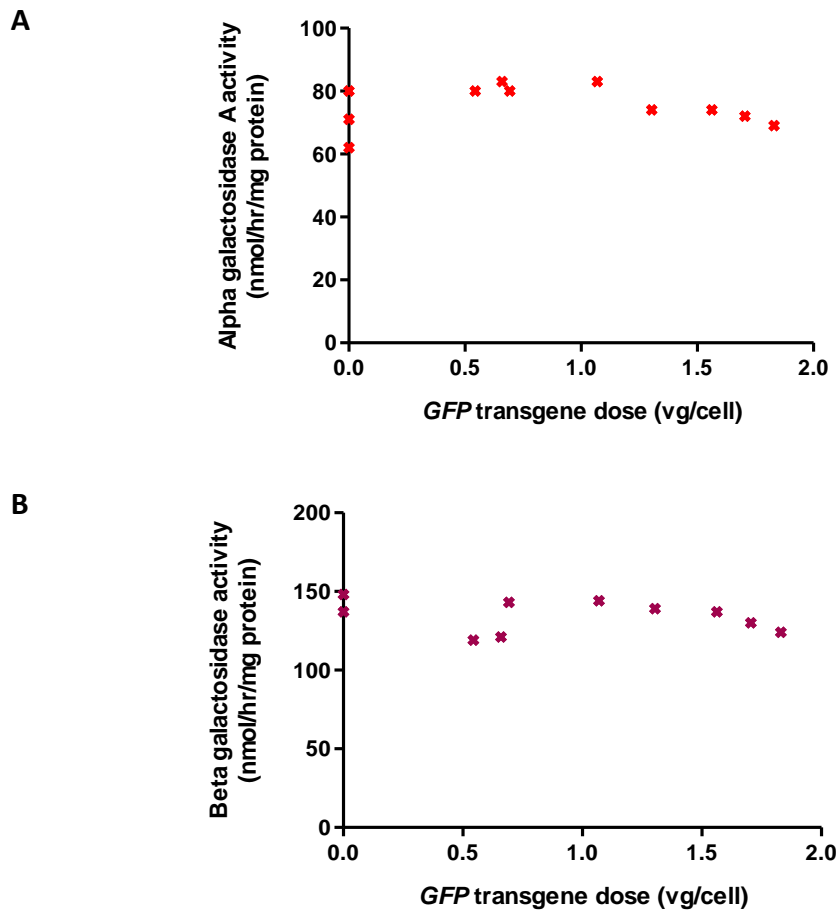 A
Alpha galactosidase A activity
(nmol/hr/mg protein)
100
80
60
40
20
0
0.0
0.5
1.0
1.5
2.0
GFP transgene dose (vg/cell)
B
Beta galactosidase activity
(nmol/hr/mg protein)
200
150
100
50
0
0.0
0.5
1.0
1.5
2.0
GFP transgene dose (vg/cell)